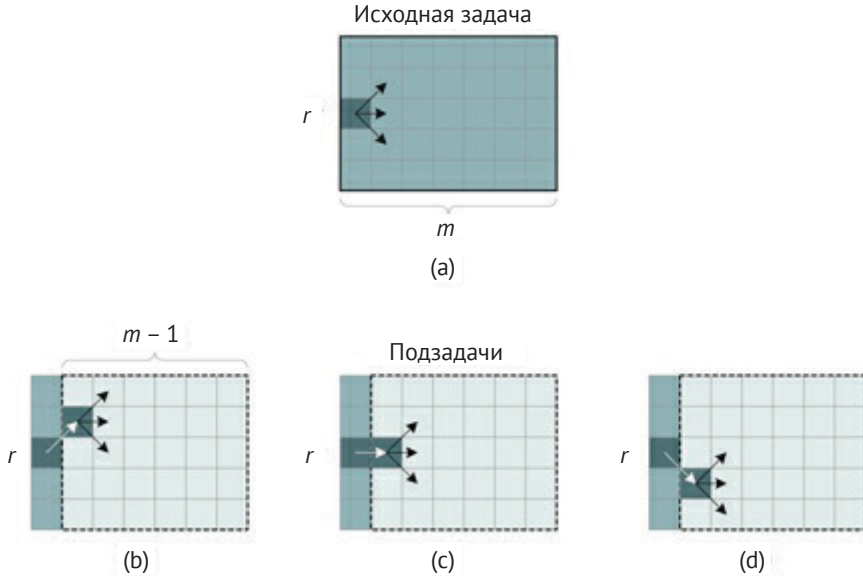 Исходная задача
r
m
(a)
m – 1
Подзадачи
r
r
r
(b)
(c)
(d)